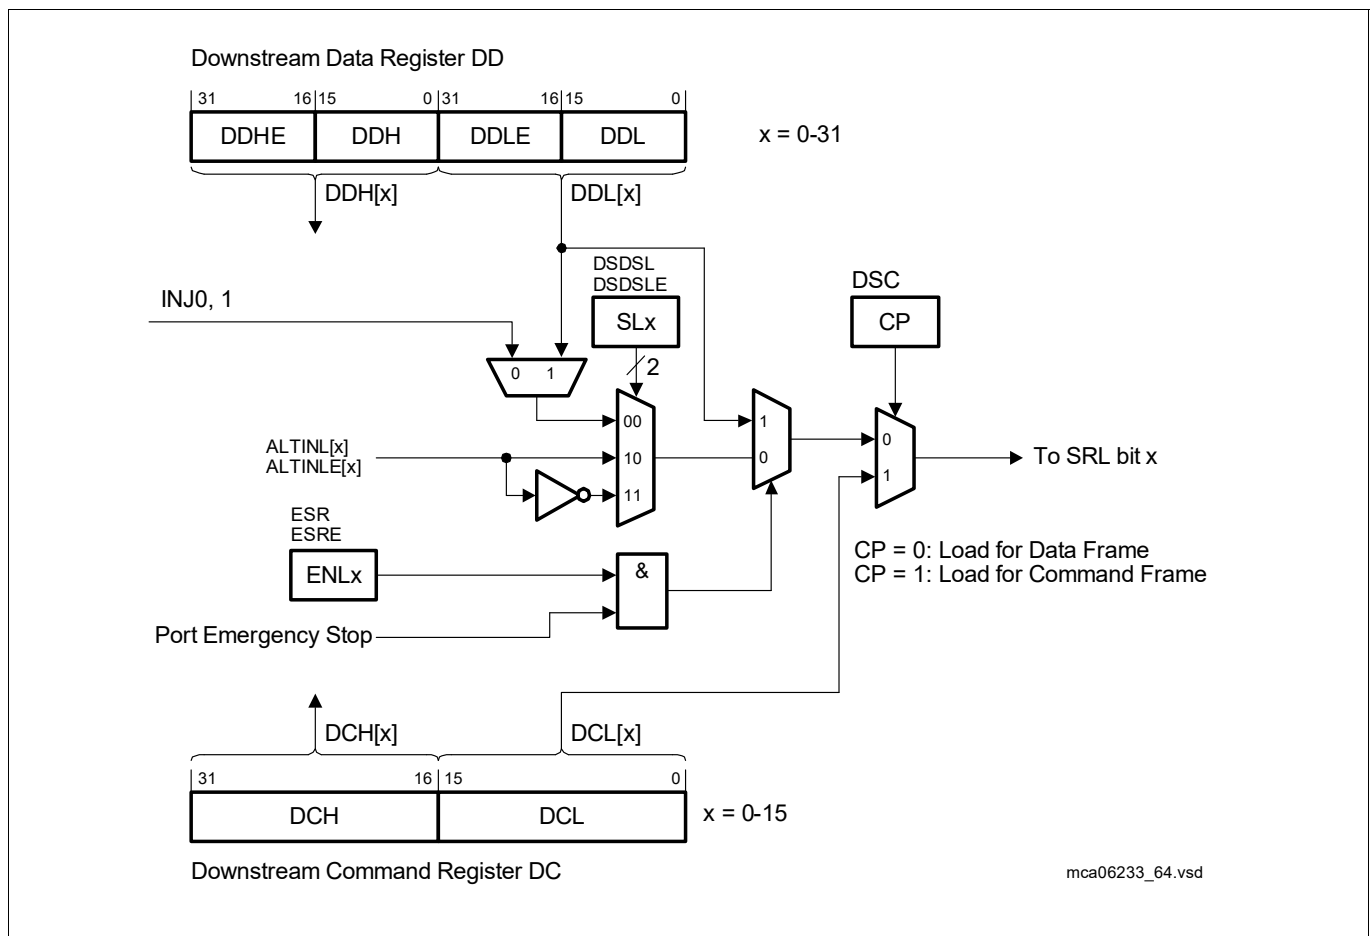 Downstream Data Register DD
31 16 15 0 31 16 15 0
DDHE DDH DDLE DDL
x = 0-31
DDH[x] DDL[x]
INJ0, 1
DSDSL
DSDSLE
SLx
2
DSC
CP
0 1
00
10
11
ALTINL[x]
ALTINLE[x]
1
0
0
1
To SRL bit x
ESR
ESRE
ENLx
&
Port Emergency Stop
CP = 0: Load for Data Frame
CP = 1: Load for Command Frame
DCH[x] DCL[x]
31 16 15 0
DCH DCL
x = 0-15
Downstream Command Register DC
mca06233_64.vsd